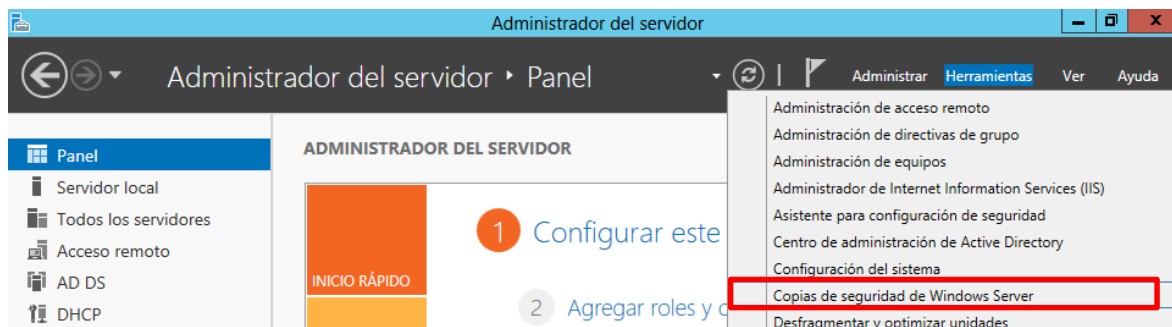 Administrador del servidor
Administrador del servidor ‣ Panel
Administrar Herramientas Ver Ayuda
Panel
Servidor local
Todos los servidores
Acceso remoto
AD DS
DHCP
ADMINISTRADOR DEL SERVIDOR
INICIO RÁPIDO
1 Configurar este
2 Agregar roles y c
Administración de acceso remoto
Administración de directivas de grupo
Administración de equipos
Administrador de Internet Information Services (IIS)
Asistente para configuración de seguridad
Centro de administración de Active Directory
Configuración del sistema
Copias de seguridad de Windows Server
Desfragmentar y optimizar unidades